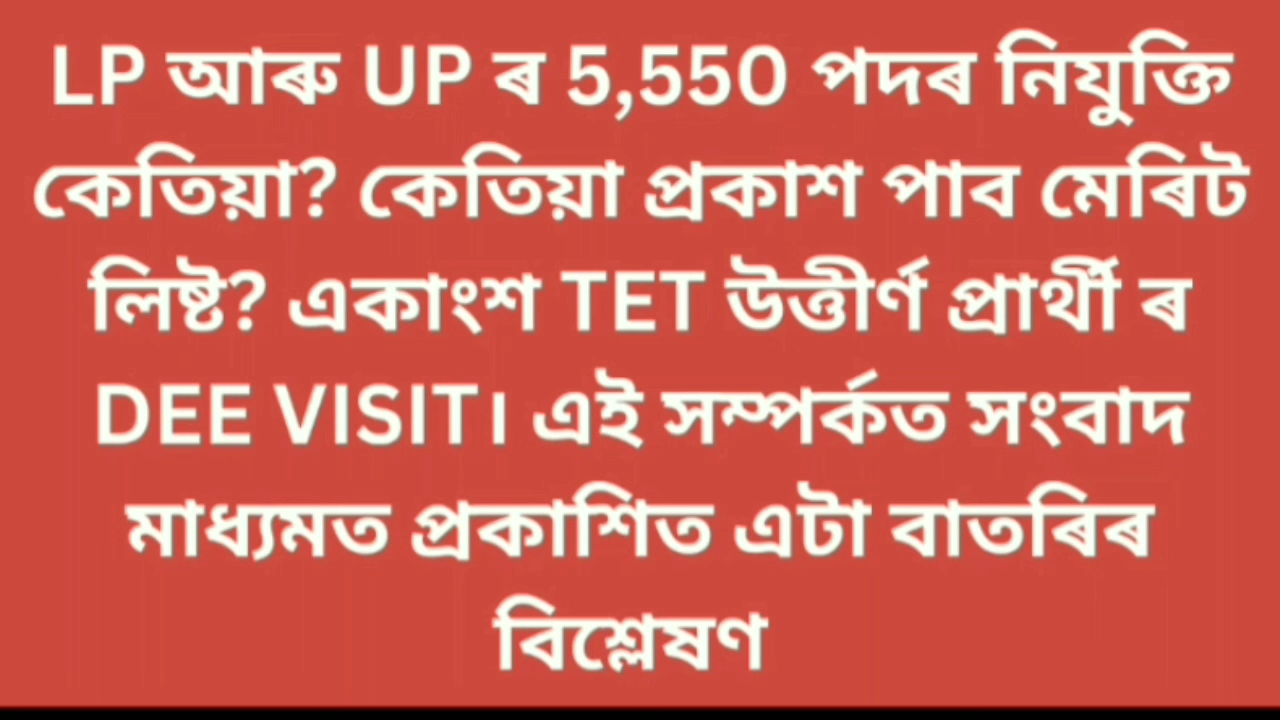 LP আৰু UP ৰ 5,550 পদৰ নিযুক্তি
কেতিয়া? কেতিয়া প্ৰকাশ পাব মেৰিট
লিষ্ট? একাংশ TET উত্তীৰ্ণ প্ৰাৰ্থী ৰ
DEE VISIT। এই সম্পৰ্কত সংবাদ
মাধ্যমত প্ৰকাশিত এটা বাতৰিৰ
বিশ্লেষণ